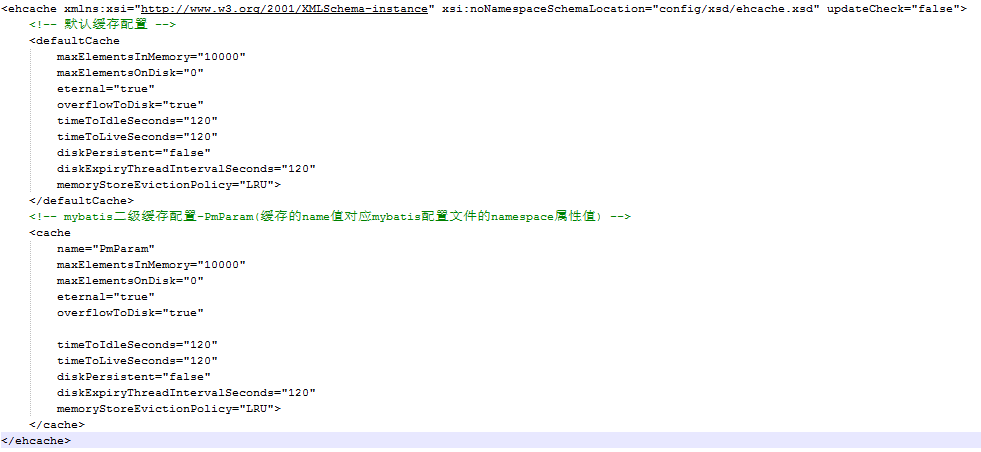 <ehcache xmlns:xsi="http://www.w3.org/2001/XMLSchema-instance" xsi:noNamespaceSchemaLocation="config/xsd/ehcache.xsd" updateCheck="false">
    <!-- 默认缓存配置 -->
    <defaultCache
        maxElementsInMemory="10000"
        maxElementsOnDisk="0"
        eternal="true"
        overflowToDisk="true"
        timeToIdleSeconds="120"
        timeToLiveSeconds="120"
        diskPersistent="false"
        diskExpiryThreadIntervalSeconds="120"
        memoryStoreEvictionPolicy="LRU">
    </defaultCache>
    <!-- mybatis二级缓存配置-PmParam(缓存的name值对应mybatis配置文件的namespace属性值) -->
    <cache
        name="PmParam"
        maxElementsInMemory="10000"
        maxElementsOnDisk="0"
        eternal="true"
        overflowToDisk="true"

        timeToIdleSeconds="120"
        timeToLiveSeconds="120"
        diskPersistent="false"
        diskExpiryThreadIntervalSeconds="120"
        memoryStoreEvictionPolicy="LRU">
    </cache>
</ehcache>